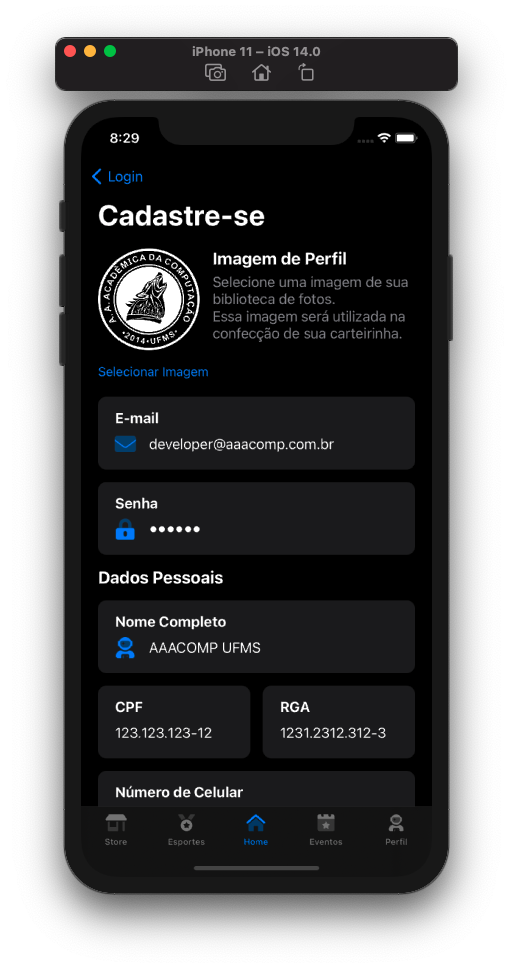 iPhone 11 – iOS 14.0
8:29
Login
Cadastre-se
A. A. ACADÊMICA DA COMPUTAÇÃO
•2014•UFMS•
Imagem de Perfil
Selecione uma imagem de sua
biblioteca de fotos.
Essa imagem será utilizada na
confecção de sua carteirinha.
Selecionar Imagem
E-mail
developer@aaacomp.com.br
Senha
••••••
Dados Pessoais
Nome Completo
AAACOMP UFMS
CPF
RGA
123.123.123-12
1231.2312.312-3
Número de Celular
Store
Esportes
Home
Eventos
Perfil